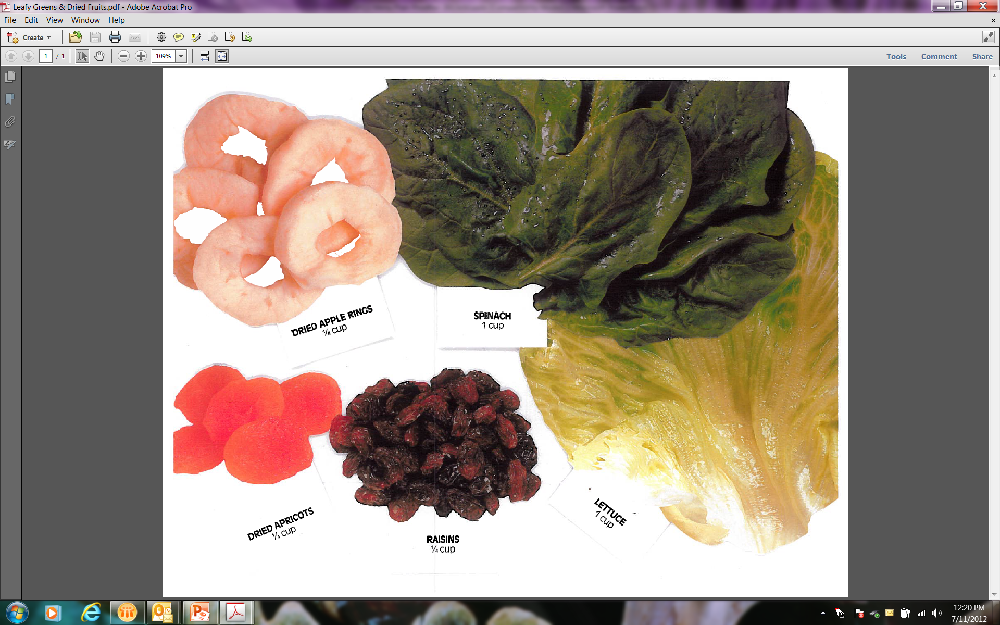 Leafy Greens & Dried Fruits.pdf - Adobe Acrobat Pro
File Edit View Window Help
Create
1 / 1 109% Tools Comment Share
DRIED APPLE RINGS
¼ cup
SPINACH
1 cup
DRIED APRICOTS
¼ cup
RAISINS
¼ cup
LETTUCE
1 cup
12:20 PM
7/11/2012